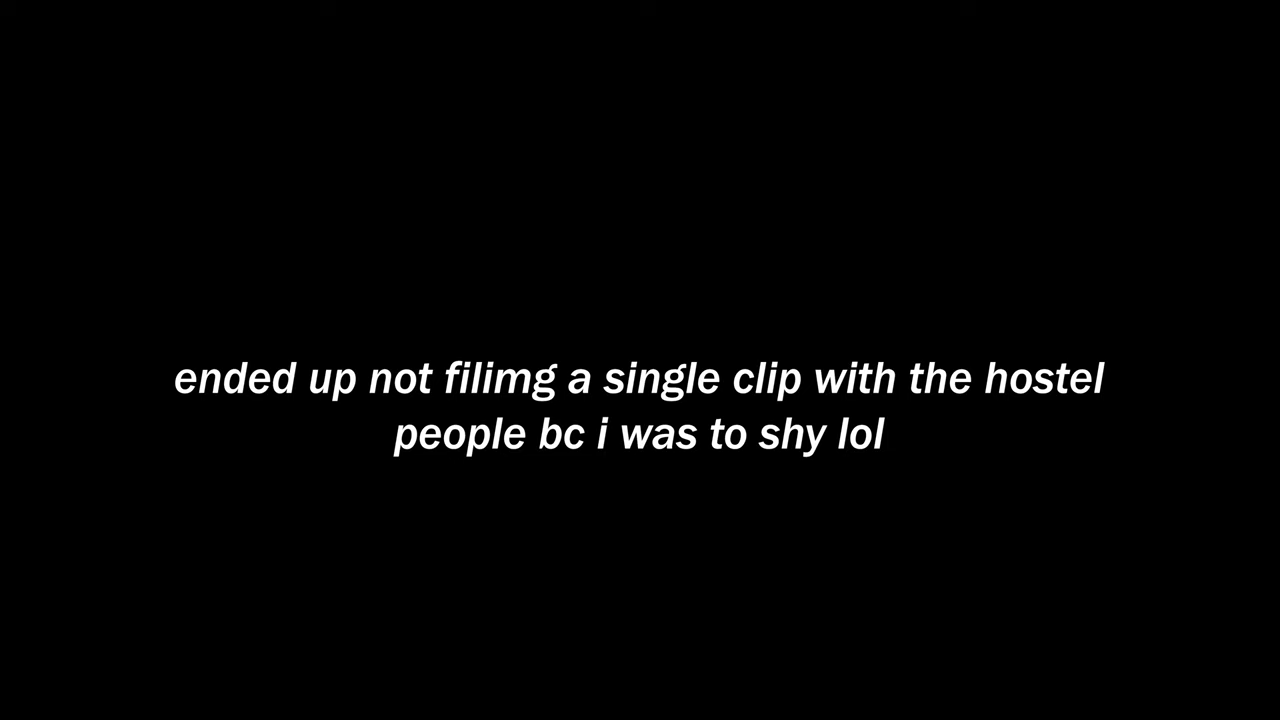 ended up not filimg a single clip with the hostel
people bc i was to shy lol